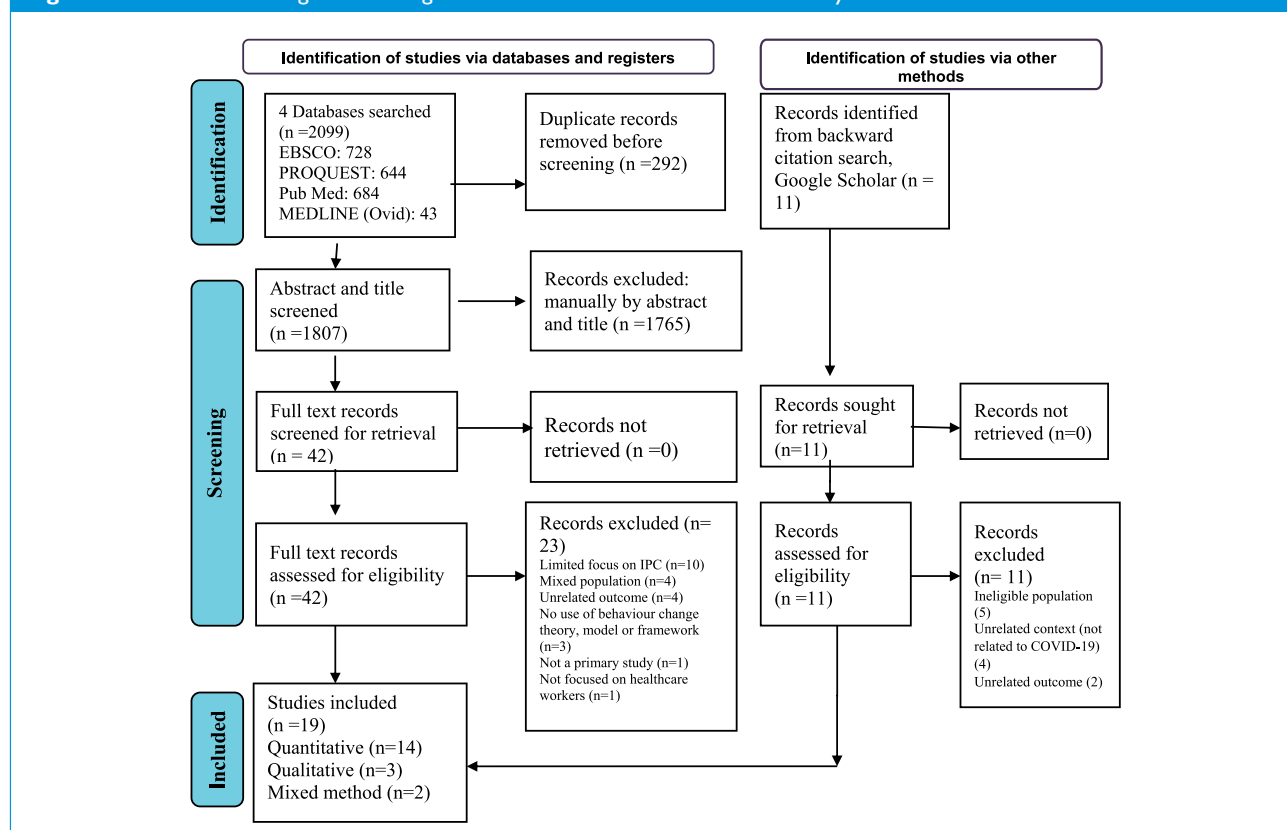 Identification of studies via databases and registers
Identification of studies via other
methods
Identification
4 Databases searched
(n =2099)
EBSCO: 728
PROQUEST: 644
Pub Med: 684
MEDLINE (Ovid): 43
Duplicate records
removed before
screening (n =292)
Records identified
from backward
citation search,
Google Scholar (n =
11)
Screening
Abstract and title
screened
(n =1807)
Records excluded:
manually by abstract
and title (n =1765)
Full text records
screened for retrieval
(n = 42)
Records not
retrieved (n =0)
Records sought
for retrieval
(n=11)
Records not
retrieved (n=0)
Full text records
assessed for eligibility
(n =42)
Records excluded (n=
23)
Limited focus on IPC (n=10)
Mixed population (n=4)
Unrelated outcome (n=4)
No use of behaviour change
theory, model or framework
(n=3)
Not a primary study (n=1)
Not focused on healthcare
workers (n=1)
Records
assessed for
eligibility
(n =11)
Records
excluded
(n= 11)
Ineligible population
(5)
Unrelated context (not
related to COVID-19)
(4)
Unrelated outcome (2)
Included
Studies included
(n =19)
Quantitative (n=14)
Qualitative (n=3)
Mixed method (n=2)